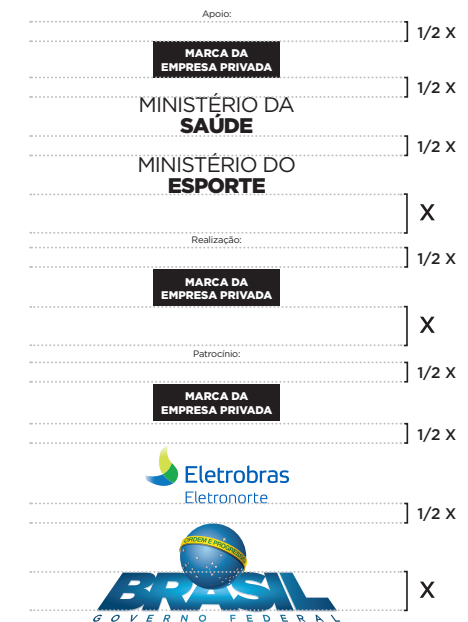 Apoio:
1/2 X
MARCA DA
EMPRESA PRIVADA
1/2 X
MINISTÉRIO DA
SAÚDE
1/2 X
MINISTÉRIO DO
ESPORTE
X
Realização:
1/2 X
MARCA DA
EMPRESA PRIVADA
X
Patrocínio:
1/2 X
MARCA DA
EMPRESA PRIVADA
1/2 X
Eletrobras
Eletronorte
1/2 X
ORDEM E PROGRESSO
BRASIL
X
GOVERNO FEDERAL